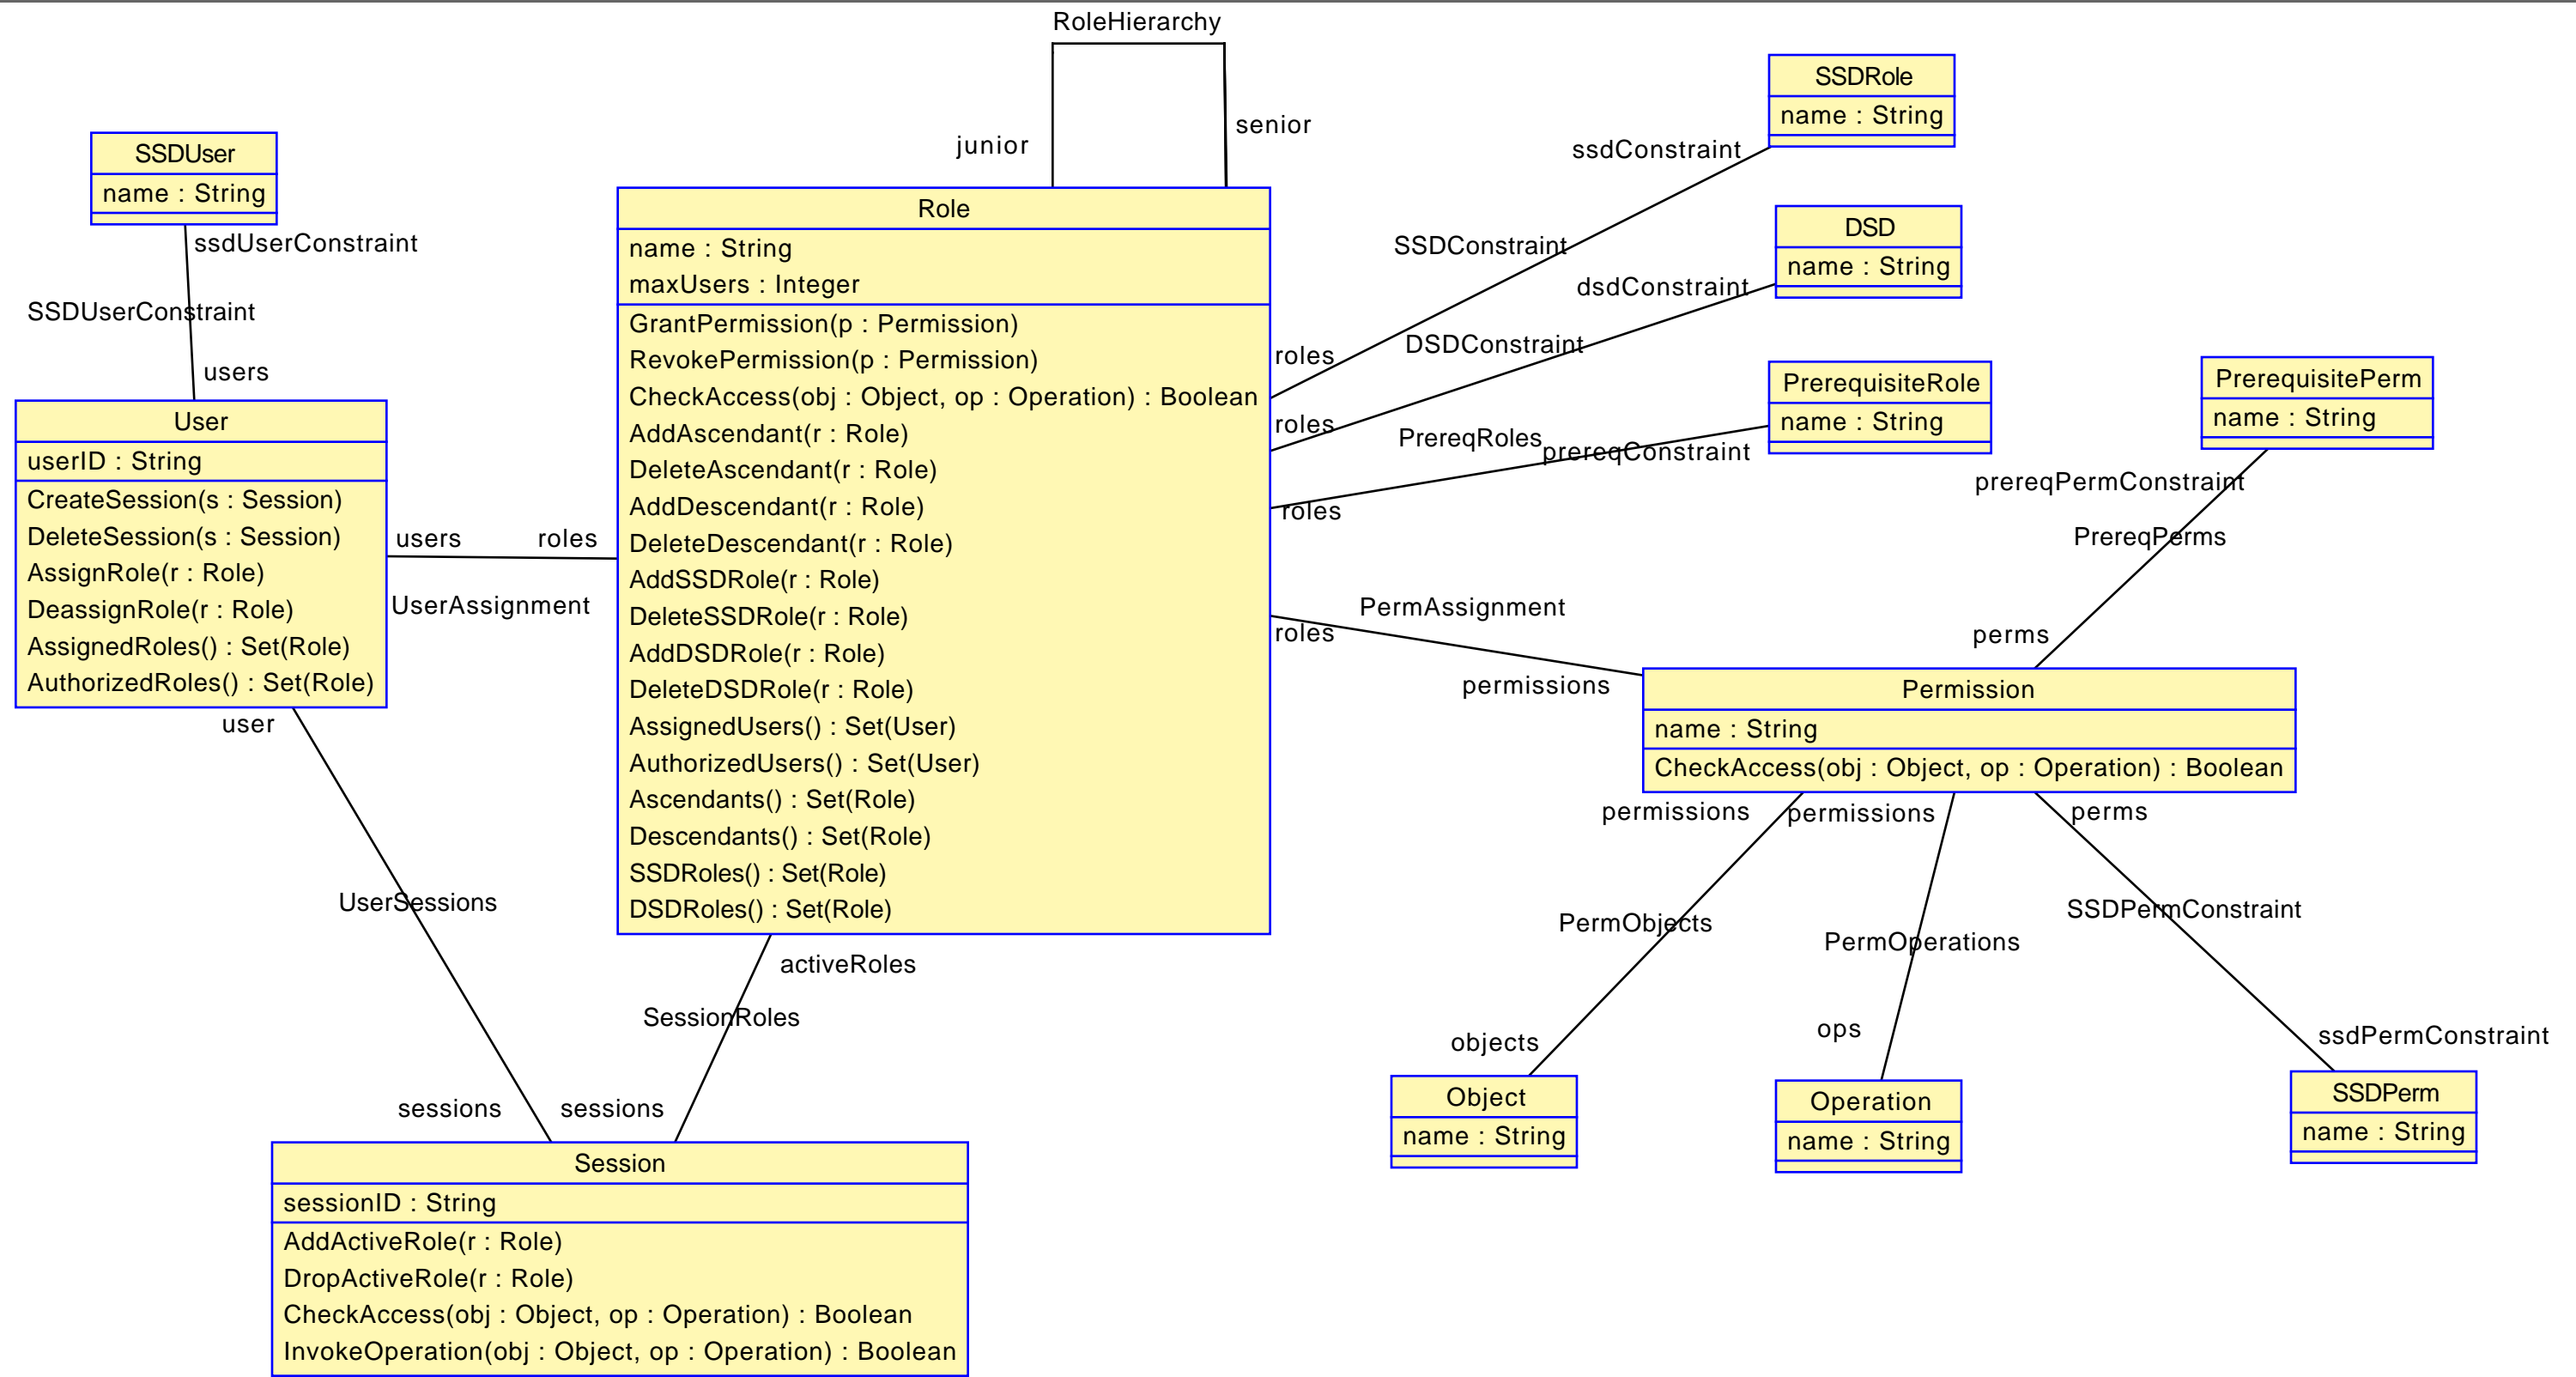 RoleHierarchy
junior
senior
SSDRole
name : String
ssdConstraint
SSDConstraint
roles
SSDUser
name : String
ssdUserConstraint
SSDUserConstraint
users
DSD
name : String
dsdConstraint
DSDConstraint
roles
PrerequisiteRole
name : String
PrereqRoles
prereqConstraint
roles
PrerequisitePerm
name : String
prereqPermConstraint
PrereqPerms
perms
User
userID : String
CreateSession(s : Session)
DeleteSession(s : Session)
AssignRole(r : Role)
DeassignRole(r : Role)
AssignedRoles() : Set(Role)
AuthorizedRoles() : Set(Role)
users
roles
UserAssignment
Role
name : String
maxUsers : Integer
GrantPermission(p : Permission)
RevokePermission(p : Permission)
CheckAccess(obj : Object, op : Operation) : Boolean
AddAscendant(r : Role)
DeleteAscendant(r : Role)
AddDescendant(r : Role)
DeleteDescendant(r : Role)
AddSSDRole(r : Role)
DeleteSSDRole(r : Role)
AddDSDRole(r : Role)
DeleteDSDRole(r : Role)
AssignedUsers() : Set(User)
AuthorizedUsers() : Set(User)
Ascendants() : Set(Role)
Descendants() : Set(Role)
SSDRoles() : Set(Role)
DSDRoles() : Set(Role)
PermAssignment
roles
permissions
Permission
name : String
CheckAccess(obj : Object, op : Operation) : Boolean
permissions
permissions
perms
PermObjects
PermOperations
SSDPermConstraint
objects
ops
ssdPermConstraint
Object
name : String
Operation
name : String
SSDPerm
name : String
user
UserSessions
sessions
activeRoles
SessionRoles
sessions
Session
sessionID : String
AddActiveRole(r : Role)
DropActiveRole(r : Role)
CheckAccess(obj : Object, op : Operation) : Boolean
InvokeOperation(obj : Object, op : Operation) : Boolean